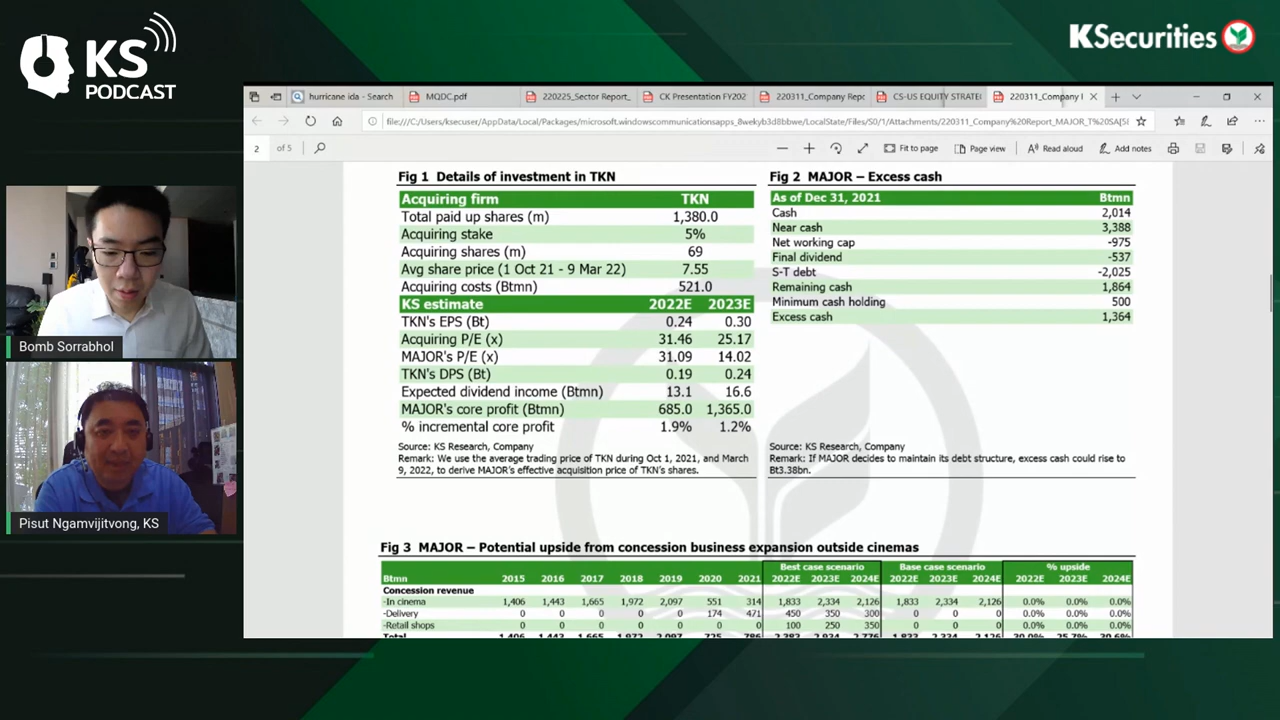 KS
PODCAST
KSecurities
hurricane ida - Search
MQDC.pdf
220225_Sector Report_
CK Presentation FY202
220311_Company Repo
CS-US EQUITY STRATEI
220311_Company I
2 of 5
Fit to page
Page view
Read aloud
Add notes
Fig 1 Details of investment in TKN
Acquiring firm TKN
Total paid up shares (m) 1,380.0
Acquiring stake 5%
Acquiring shares (m) 69
Avg share price (1 Oct 21 - 9 Mar 22) 7.55
Acquiring costs (Btmn) 521.0
KS estimate 2022E 2023E
TKN's EPS (Bt) 0.24 0.30
Acquiring P/E (x) 31.46 25.17
MAJOR's P/E (x) 31.09 14.02
TKN's DPS (Bt) 0.19 0.24
Expected dividend income (Btmn) 13.1 16.6
MAJOR's core profit (Btmn) 685.0 1,365.0
% incremental core profit 1.9% 1.2%
Source: KS Research, Company
Remark: We use the average trading price of TKN during Oct 1, 2021, and March
9, 2022, to derive MAJOR's effective acquisition price of TKN's shares.
Fig 2 MAJOR – Excess cash
As of Dec 31, 2021 Btmn
Cash 2,014
Near cash 3,388
Net working cap -975
Final dividend -537
S-T debt -2,025
Remaining cash 1,864
Minimum cash holding 500
Excess cash 1,364
Source: KS Research, Company
Remark: If MAJOR decides to maintain its debt structure, excess cash could rise to
Bt3.38bn.
Fig 3 MAJOR – Potential upside from concession business expansion outside cinemas
Best case scenario Base case scenario % upside
Btmn 2015 2016 2017 2018 2019 2020 2021 2022E 2023E 2024E 2022E 2023E 2024E 2022E 2023E 2024E
Concession revenue
-In cinema 1,406 1,443 1,665 1,972 2,097 551 314 1,833 2,334 2,126 1,833 2,334 2,126 0.0% 0.0% 0.0%
-Delivery 0 0 0 0 0 174 471 450 350 300 0 0 0 0.0% 0.0% 0.0%
-Retail shops 0 0 0 0 0 0 0 100 250 350 0 0 0 0.0% 0.0% 0.0%
Bomb Sorrabhol
Pisut Ngamvijitvong, KS